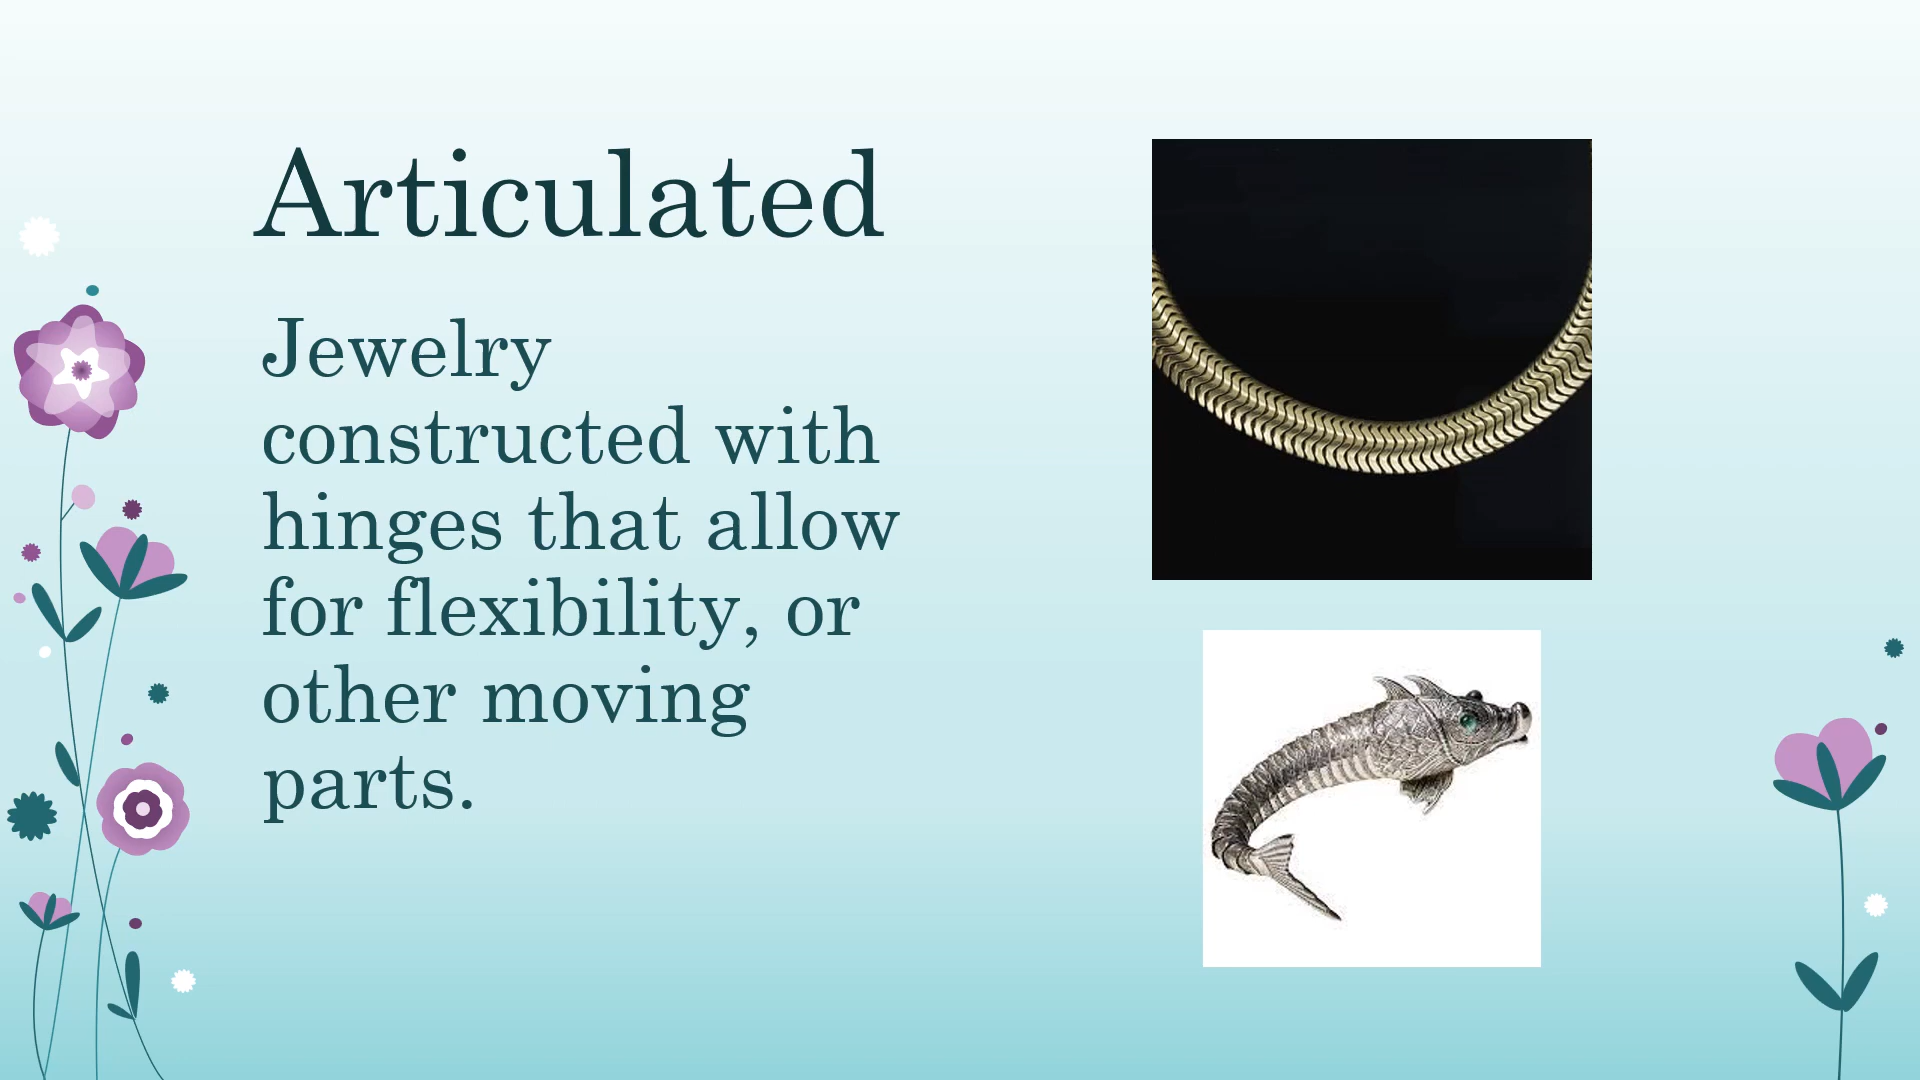 Articulated
Jewelry
constructed with
hinges that allow
for flexibility, or
other moving
parts.